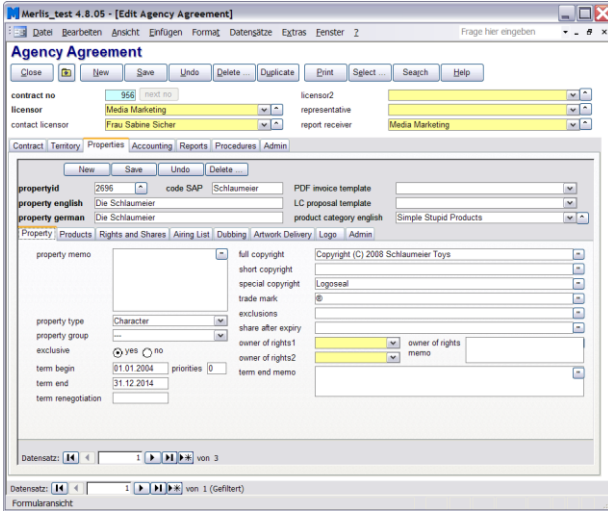 Merlis_test 4.8.05 - [Edit Agency Agreement]
Datei Bearbeiten Ansicht Einfügen Format Datensätze Extras Fenster ? Frage hier eingeben
Agency Agreement
Close New Save Undo Delete ... Duplicate Print Select ... Search Help
contract no 956 next no licensor2
licensor Media Marketing representative
contact licensor Frau Sabine Sicher report receiver Media Marketing
Contract Territory Properties Accounting Reports Procedures Admin
New Save Undo Delete ...
propertyid 2696 code SAP Schlaumeier PDF invoice template
property english Die Schlaumeier LC proposal template
property german Die Schlaumeier product category english Simple Stupid Products
Property Products Rights and Shares Airing List Dubbing Artwork Delivery Logo Admin
property memo full copyright Copyright (C) 2008 Schlaumeier Toys
short copyright
special copyright Logoseal
trade mark ®
exclusions
property type Character share after expiry
property group --- owner of rights1 owner of rights memo
exclusive yes no owner of rights2
term begin 01.01.2004 priorities 0 term end memo
term end 31.12.2014
term renegotiation
Datensatz: 1 von 3
Datensatz: 1 von 1 (Gefiltert)
Formularansicht